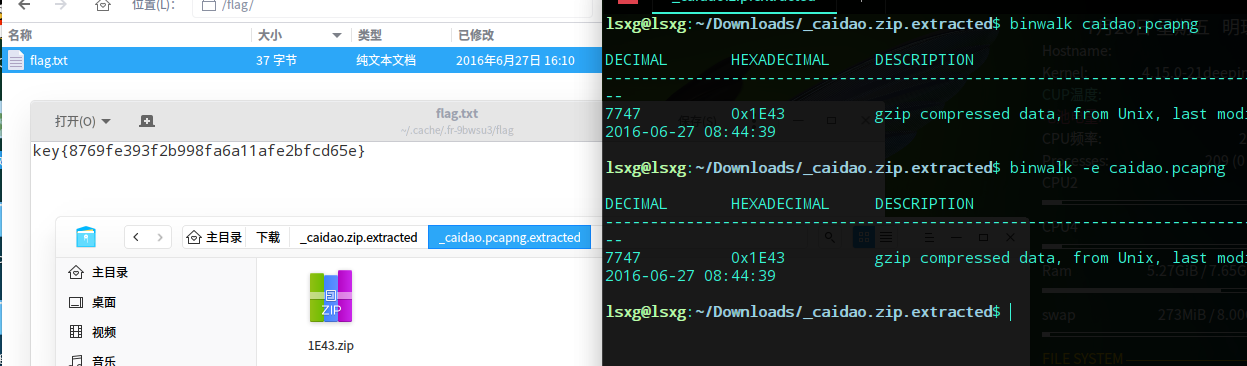 位置(L):
/flag/
名称 大小 类型 已修改
flag.txt 37 字节 纯文本文档 2016年6月27日 16:10
打开(O)
flag.txt
~/.cache/.fr-9bwsu3/flag
key{8769fe393f2b998fa6a11afe2bfcd65e}
主目录 下载 _caidao.zip.extracted _caidao.pcapng.extracted
主目录
桌面
视频
音乐
ZIP
1E43.zip
lsxg@lsxg:~/Downloads/_caidao.zip.extracted$ binwalk caidao.pcapng
DECIMAL HEXADECIMAL DESCRIPTION
--------------------------------------------------------------------------------
--
7747 0x1E43 gzip compressed data, from Unix, last modi
2016-06-27 08:44:39
lsxg@lsxg:~/Downloads/_caidao.zip.extracted$ binwalk -e caidao.pcapng
DECIMAL HEXADECIMAL DESCRIPTION
--------------------------------------------------------------------------------
--
7747 0x1E43 gzip compressed data, from Unix, last modi
2016-06-27 08:44:39
lsxg@lsxg:~/Downloads/_caidao.zip.extracted$
Hostname:
Kernel: 4.15.0-21deepin
CUP温度:
CPU频率:
CPU2
CPU4
Ram 5.27GiB / 7.65G
swap 273MiB / 8.00G
FILE SYSTEM